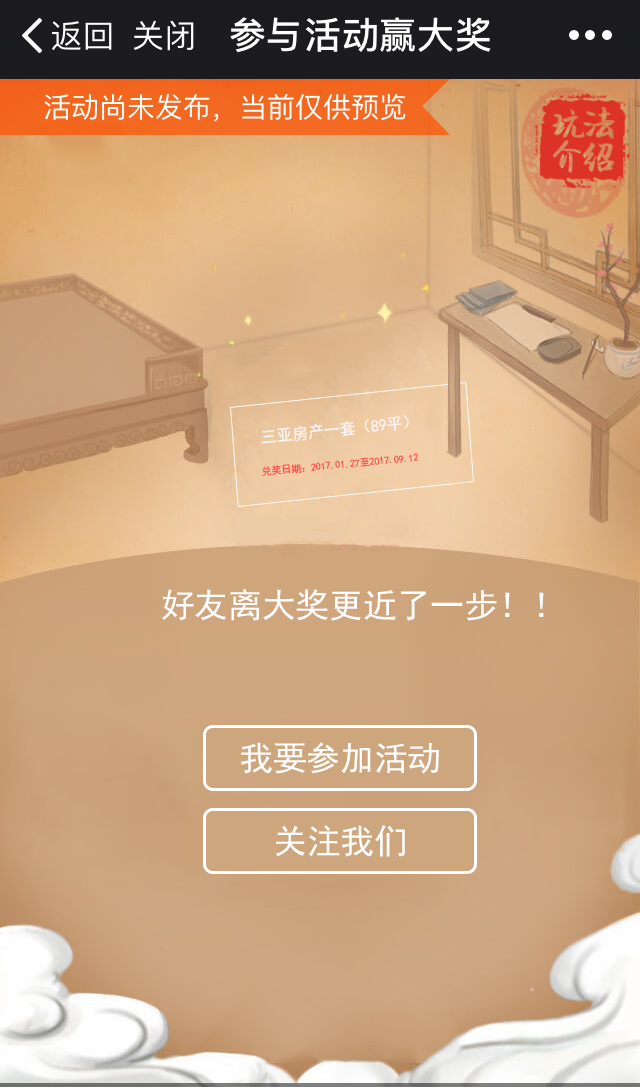 返回 关闭 参与活动赢大奖
活动尚未发布，当前仅供预览
玩法
介绍
三亚房产一套（89平）
兑奖日期：2017.01.27至2017.09.12
好友离大奖更近了一步！！
我要参加活动
关注我们